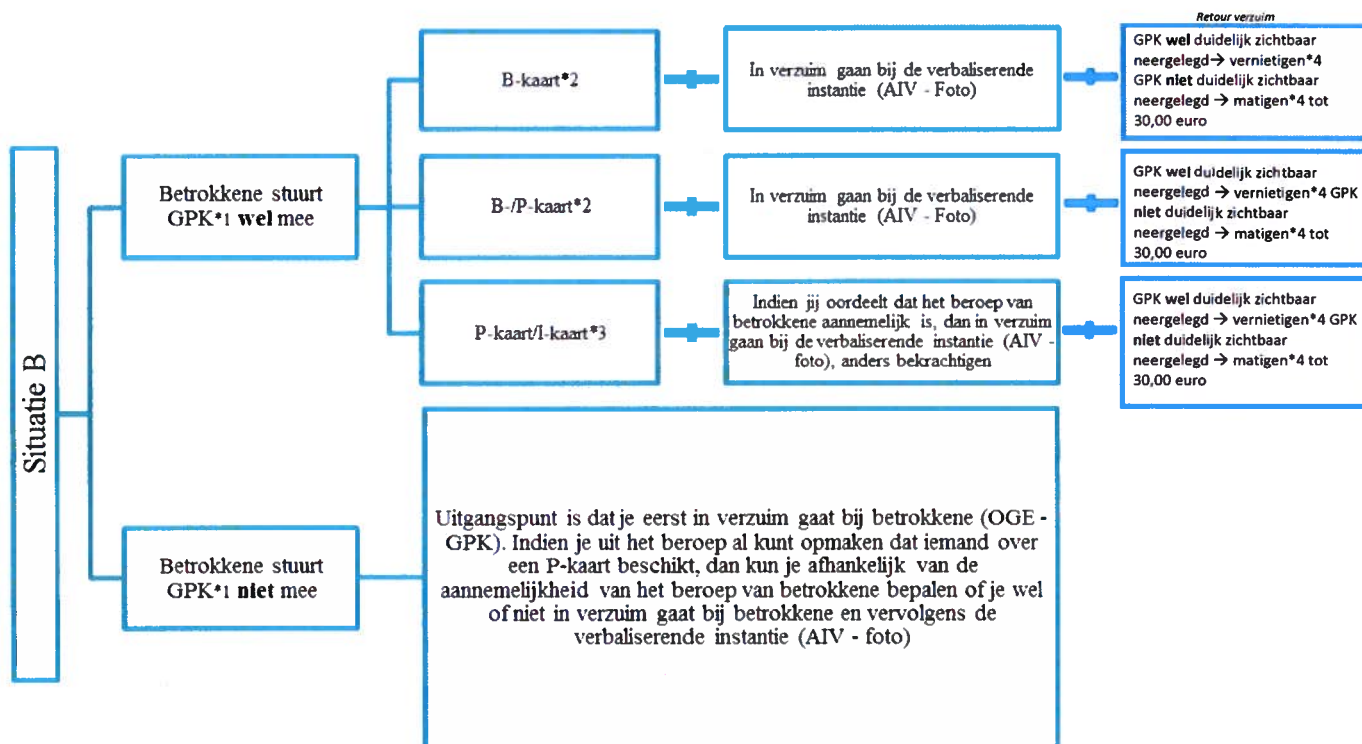 Retour verzuim
B-kaart*2
In verzuim gaan bij de verbaliserende
instantie (AIV - Foto)
GPK wel duidelijk zichtbaar
neergelegd→ vernietigen*4
GPK niet duidelijk zichtbaar
neergelegd → matigen*4 tot
30,00 euro
Situatie B
Betrokkene stuurt
GPK*1 wel mee
B-/P-kaart*2
In verzuim gaan bij de verbaliserende
instantie (AIV - Foto)
GPK wel duidelijk zichtbaar
neergelegd → vernietigen*4 GPK
niet duidelijk zichtbaar
neergelegd → matigen*4 tot
30,00 euro
P-kaart/I-kaart*3
Indien jij oordeelt dat het beroep van
betrokkene aannemelijk is, dan in verzuim
gaan bij de verbaliserende instantie (AIV -
foto), anders bekrachtigen
GPK wel duidelijk zichtbaar
neergelegd → vernietigen*4 GPK
niet duidelijk zichtbaar
neergelegd → matigen*4 tot
30,00 euro
Betrokkene stuurt
GPK*1 niet mee
Uitgangspunt is dat je eerst in verzuim gaat bij betrokkene (OGE -
GPK). Indien je uit het beroep al kunt opmaken dat iemand over
een P-kaart beschikt, dan kun je afhankelijk van de
aannemelijkheid van het beroep van betrokkene bepalen of je wel
of niet in verzuim gaat bij betrokkene en vervolgens de
verbaliserende instantie (AIV - foto)